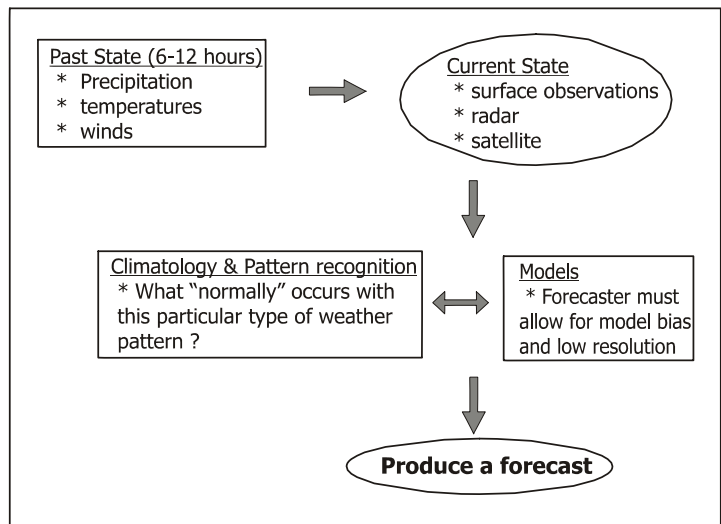 Past State (6-12 hours)
* Precipitation
* temperatures
* winds
Current State
* surface observations
* radar
* satellite
Climatology & Pattern recognition
* What “normally” occurs with
this particular type of weather
pattern ?
Models
* Forecaster must
allow for model bias
and low resolution
Produce a forecast